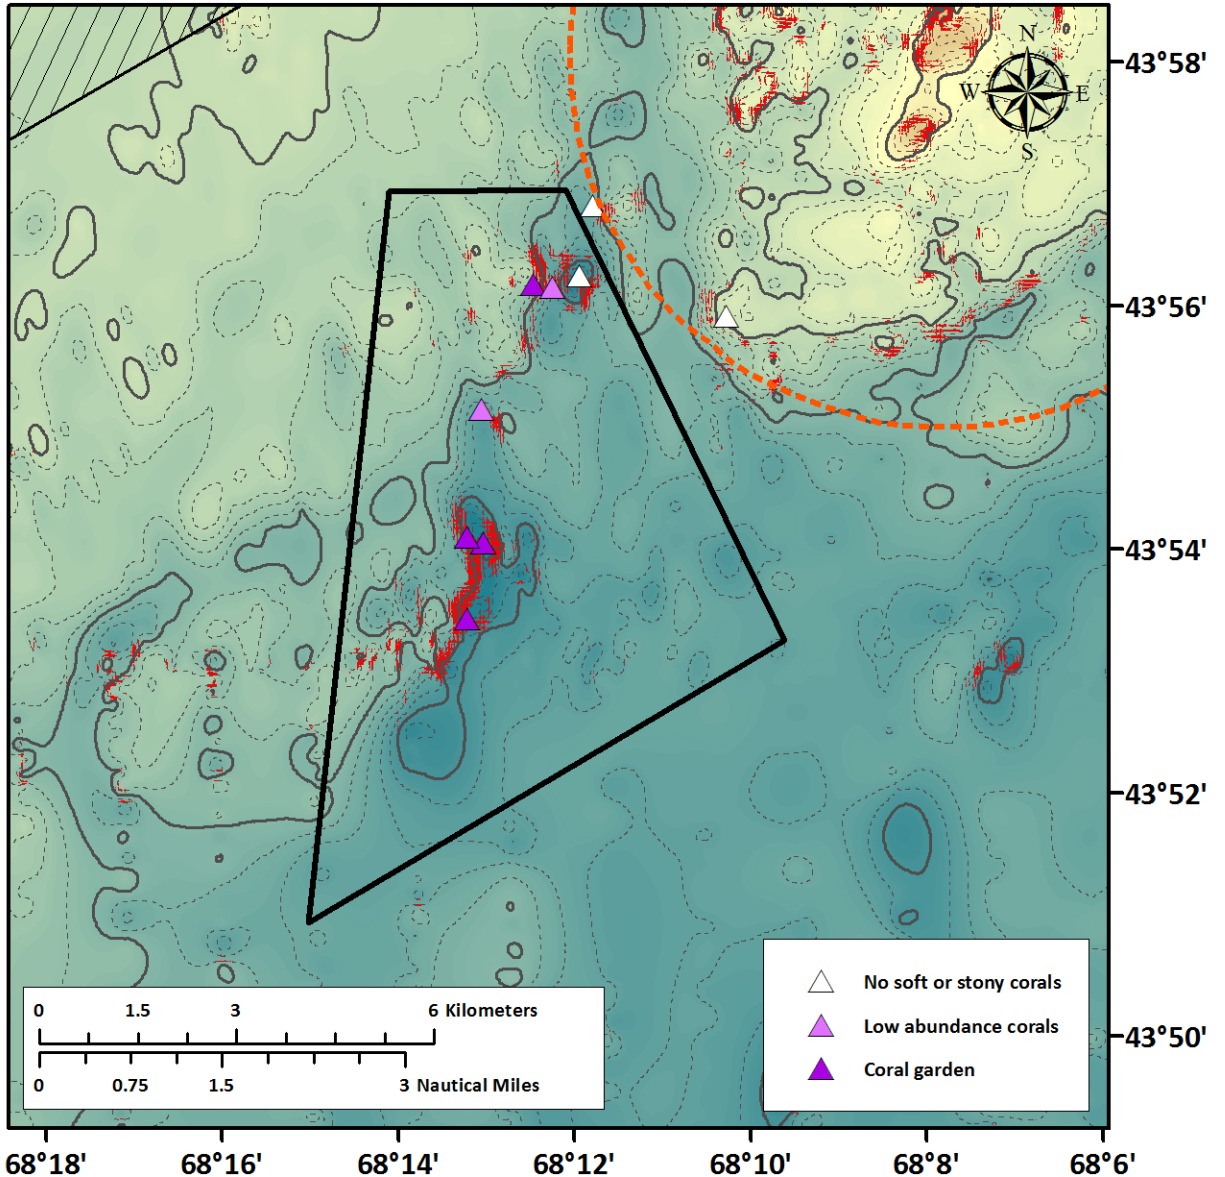 N
W E
S
43°58'
43°56'
43°54'
43°52'
43°50'
No soft or stony corals
Low abundance corals
Coral garden
0 1.5 3 6 Kilometers
0 0.75 1.5 3 Nautical Miles
68°18' 68°16' 68°14' 68°12' 68°10' 68°8' 68°6'